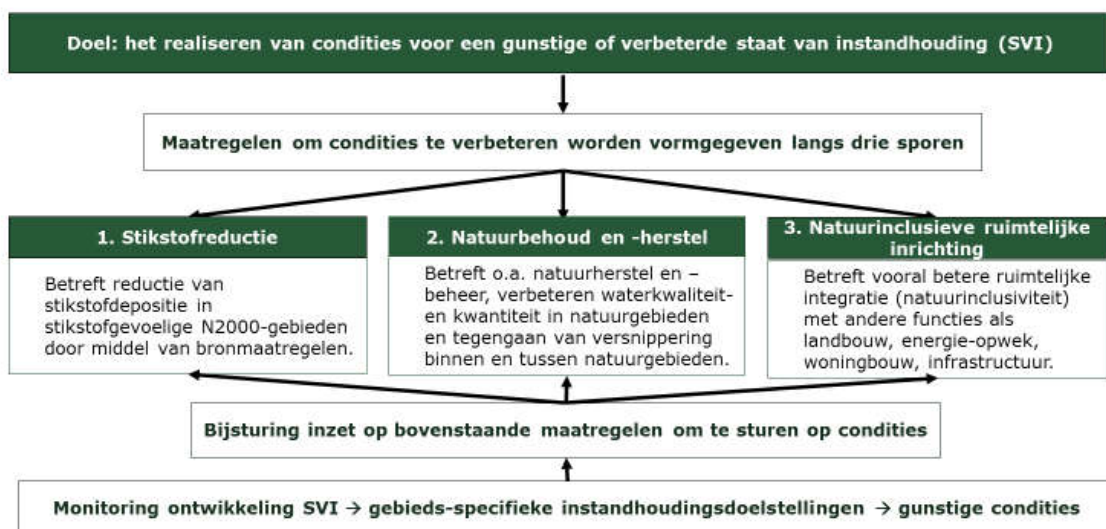 Doel: het realiseren van condities voor een gunstige of verbeterde staat van instandhouding (SVI)
Maatregelen om condities te verbeteren worden vormgegeven langs drie sporen
1. Stikstofreductie
Betreft reductie van
stikstofdepositie in
stikstofgevoelige N2000-gebieden
door middel van bronmaatregelen.
2. Natuurbehoud en -herstel
Betreft o.a. natuurherstel en –
beheer, verbeteren waterkwaliteit-
en kwantiteit in natuurgebieden
en tegengaan van versnippering
binnen en tussen natuurgebieden.
3. Natuurinclusieve ruimtelijke
inrichting
Betreft vooral betere ruimtelijke
integratie (natuurinclusiviteit)
met andere functies als
landbouw, energie-opwek,
woningbouw, infrastructuur.
Bijsturing inzet op bovenstaande maatregelen om te sturen op condities
Monitoring ontwikkeling SVI → gebieds-specifieke instandhoudingsdoelstellingen → gunstige condities